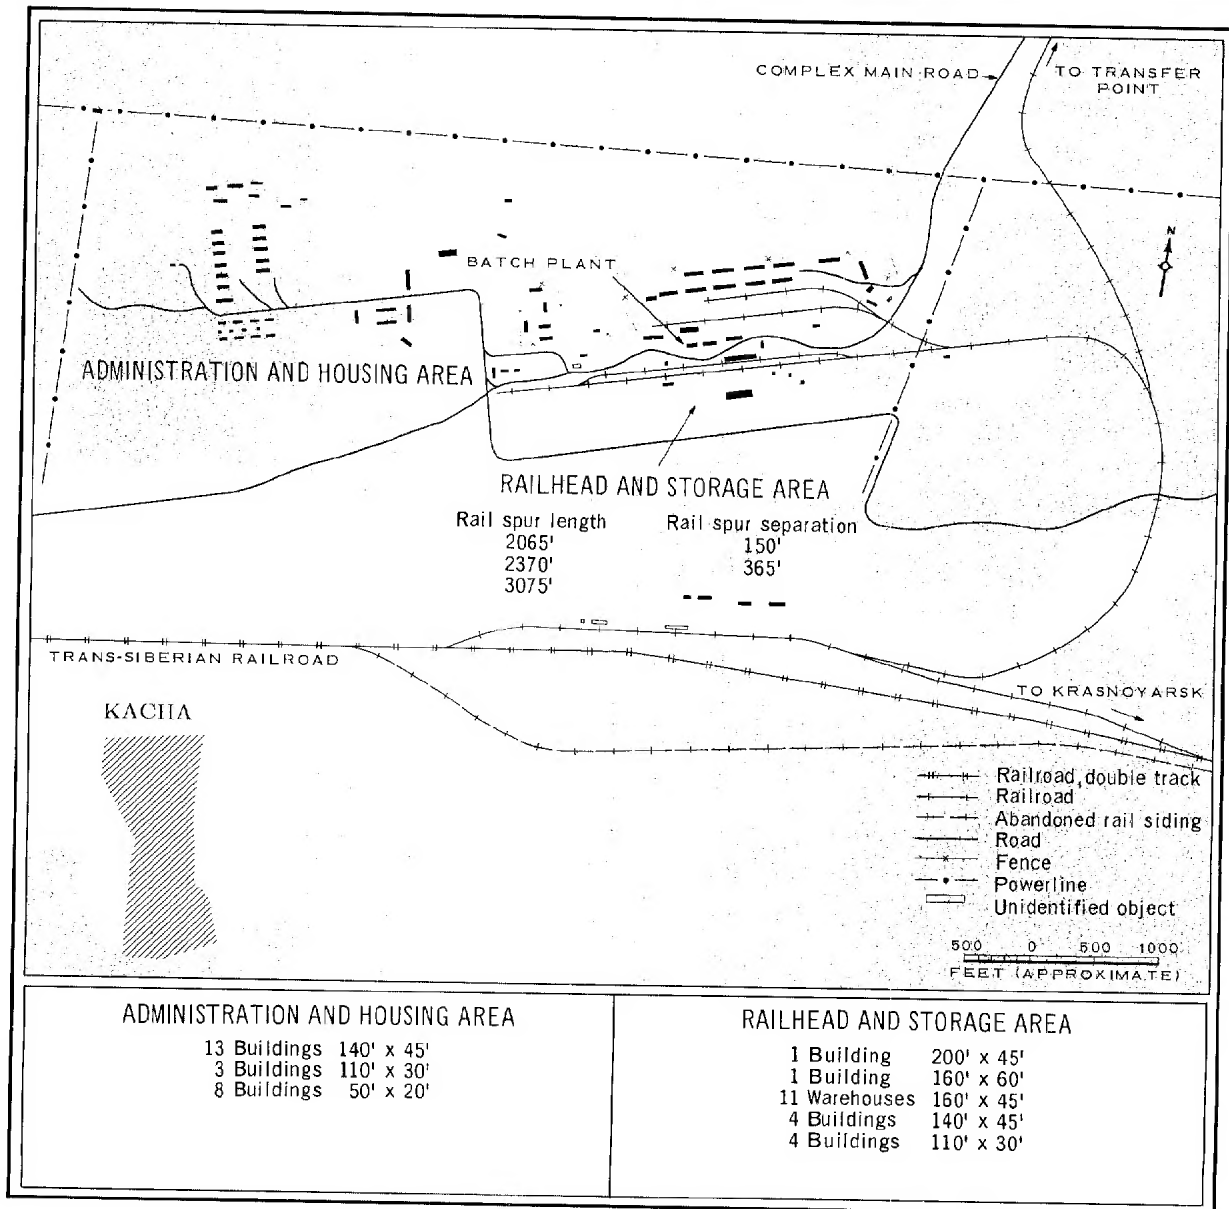 COMPLEX MAIN ROAD
TO TRANSFER
POINT
N
BATCH PLANT
ADMINISTRATION AND HOUSING AREA
RAILHEAD AND STORAGE AREA
Rail spur length Rail spur separation
2065' 150'
2370' 365'
3075'
TRANS-SIBERIAN RAILROAD
TO KRASNOYARSK
KACHA
Railroad, double track
Railroad
Abandoned rail siding
Road
Fence
Powerline
Unidentified object
500 0 500 1000
FEET (APPROXIMATE)
ADMINISTRATION AND HOUSING AREA
13 Buildings 140' x 45'
3 Buildings 110' x 30'
8 Buildings 50' x 20'
RAILHEAD AND STORAGE AREA
1 Building 200' x 45'
1 Building 160' x 60'
11 Warehouses 160' x 45'
4 Buildings 140' x 45'
4 Buildings 110' x 30'